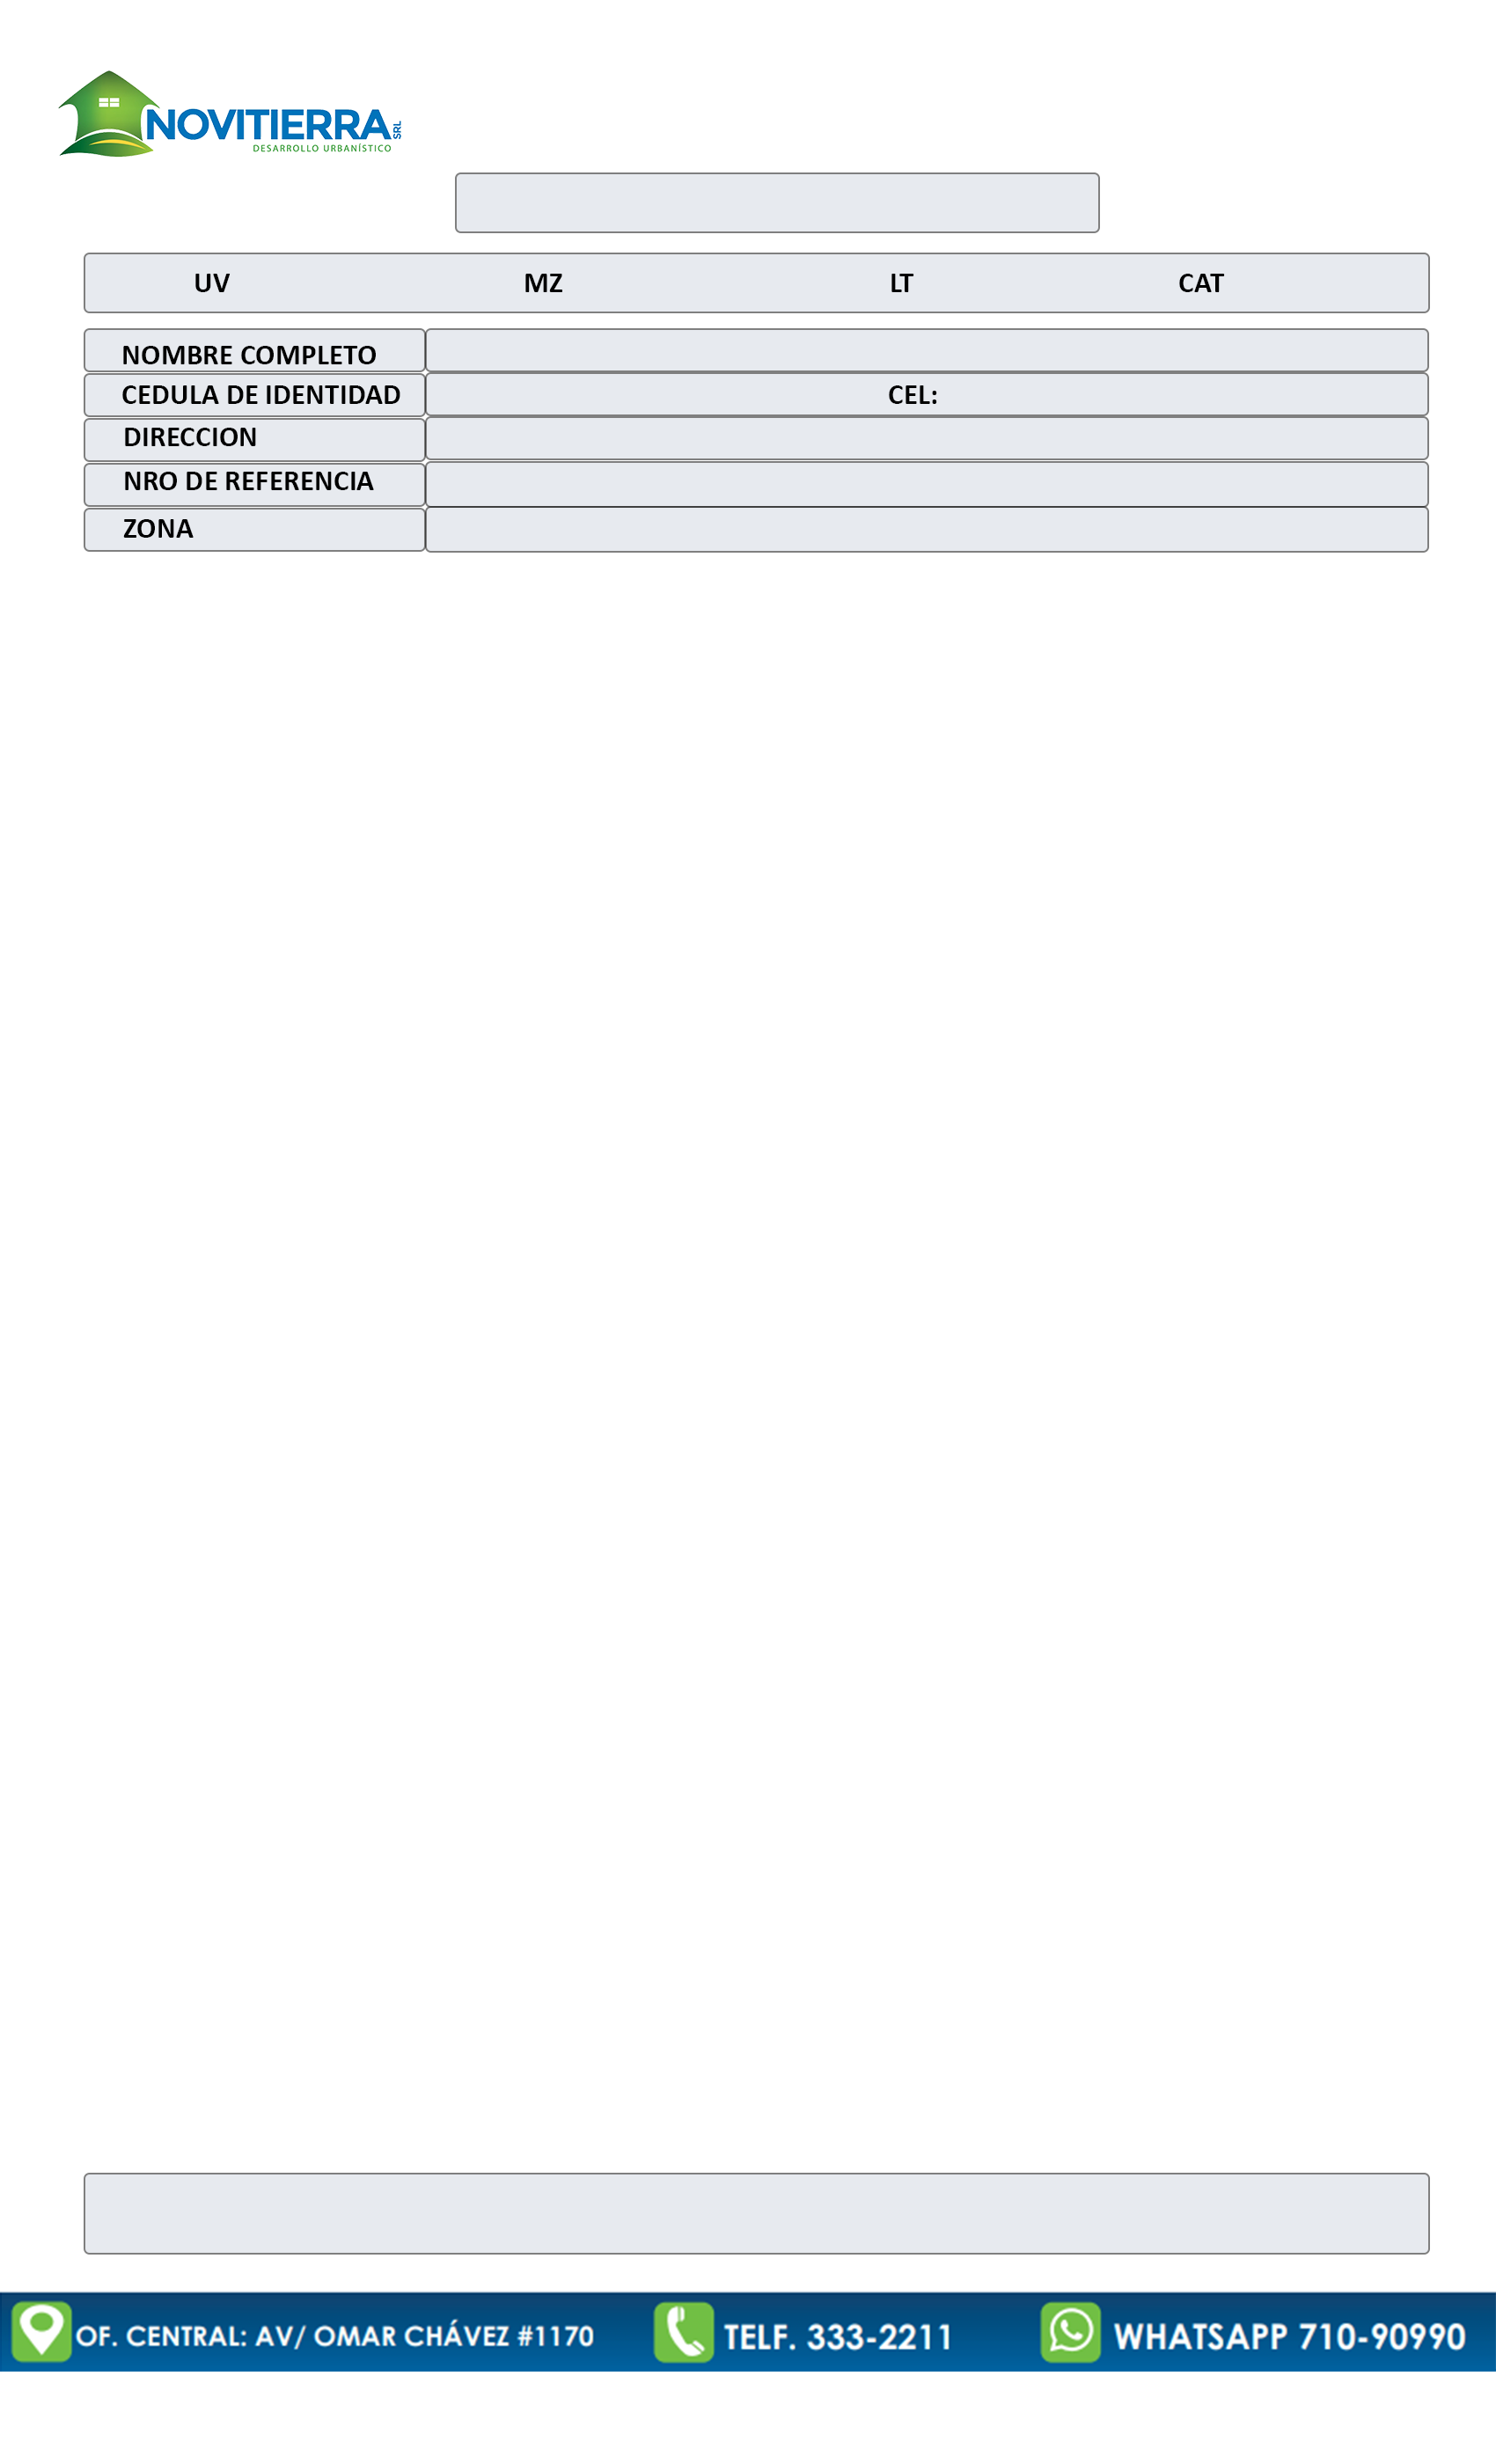 NOVITIERRA SRL
DESARROLLO URBANÍSTICO
UV MZ LT CAT
NOMBRE COMPLETO
CEDULA DE IDENTIDAD CEL:
DIRECCION
NRO DE REFERENCIA
ZONA
OF. CENTRAL: AV/ OMAR CHÁVEZ #1170 TELF. 333-2211 WHATSAPP 710-90990